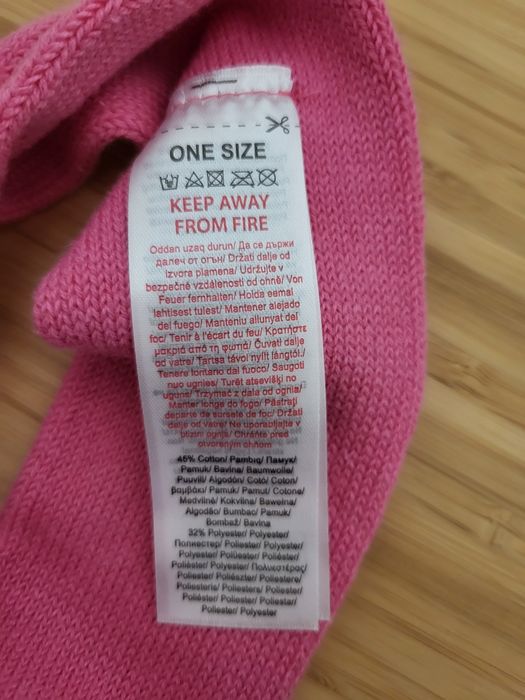 ONE SIZE
KEEP AWAY
FROM FIRE
Oddan uzaq durun/ Да се държи
далеч от огън/ Držati dalje od
izvora plamena/ Udržujte v
bezpečné vzdálenosti od ohně/ Von
Feuer fernhalten/ Hoida eemal
lahtisest tulest/ Mantener alejado
del fuego/ Manteniu allunyat del
foc/ Tenir à l'écart du feu/ Κρατήστε
μακριά από τη φωτιά/ Čuvati dalje
od vatre/ Tartsa távol nyílt lángtól./
Tenere lontano dal fuoco/ Saugoti
nuo ugnies/ Turēt atsevišķi no
uguns/ Trzymać z dala od ognia/
Manter longe do fogo/ Păstrați
departe de sursele de foc/ Držati
dalje od vatre/ Ne uporabljajte v
bližini ognja/ Chráňte pred
otvoreným ohňom
45% Cotton/ Pambıq/ Памук/
Pamuk/ Bavlna/ Baumwolle/
Puuvill/ Algodón/ Cotó/ Coton/
βαμβάκι/ Pamuk/ Pamut/ Cotone/
Medvilnė/ Kokvilna/ Bawełna/
Algodão/ Bumbac/ Pamuk/
Bombaž/ Bavlna
32% Polyester/ Polyester/
Полиестер/ Poliester/ Polyester/
Polyester/ Polüester/ Poliéster/
Polièster/ Polyester/ Πολυεστέρας/
Poliester/ Poliészter/ Poliestere/
Poliesteris/ Poliesters/ Poliester/
Poliéster/ Poliester/ Poliestar/
Poliester/ Polyester